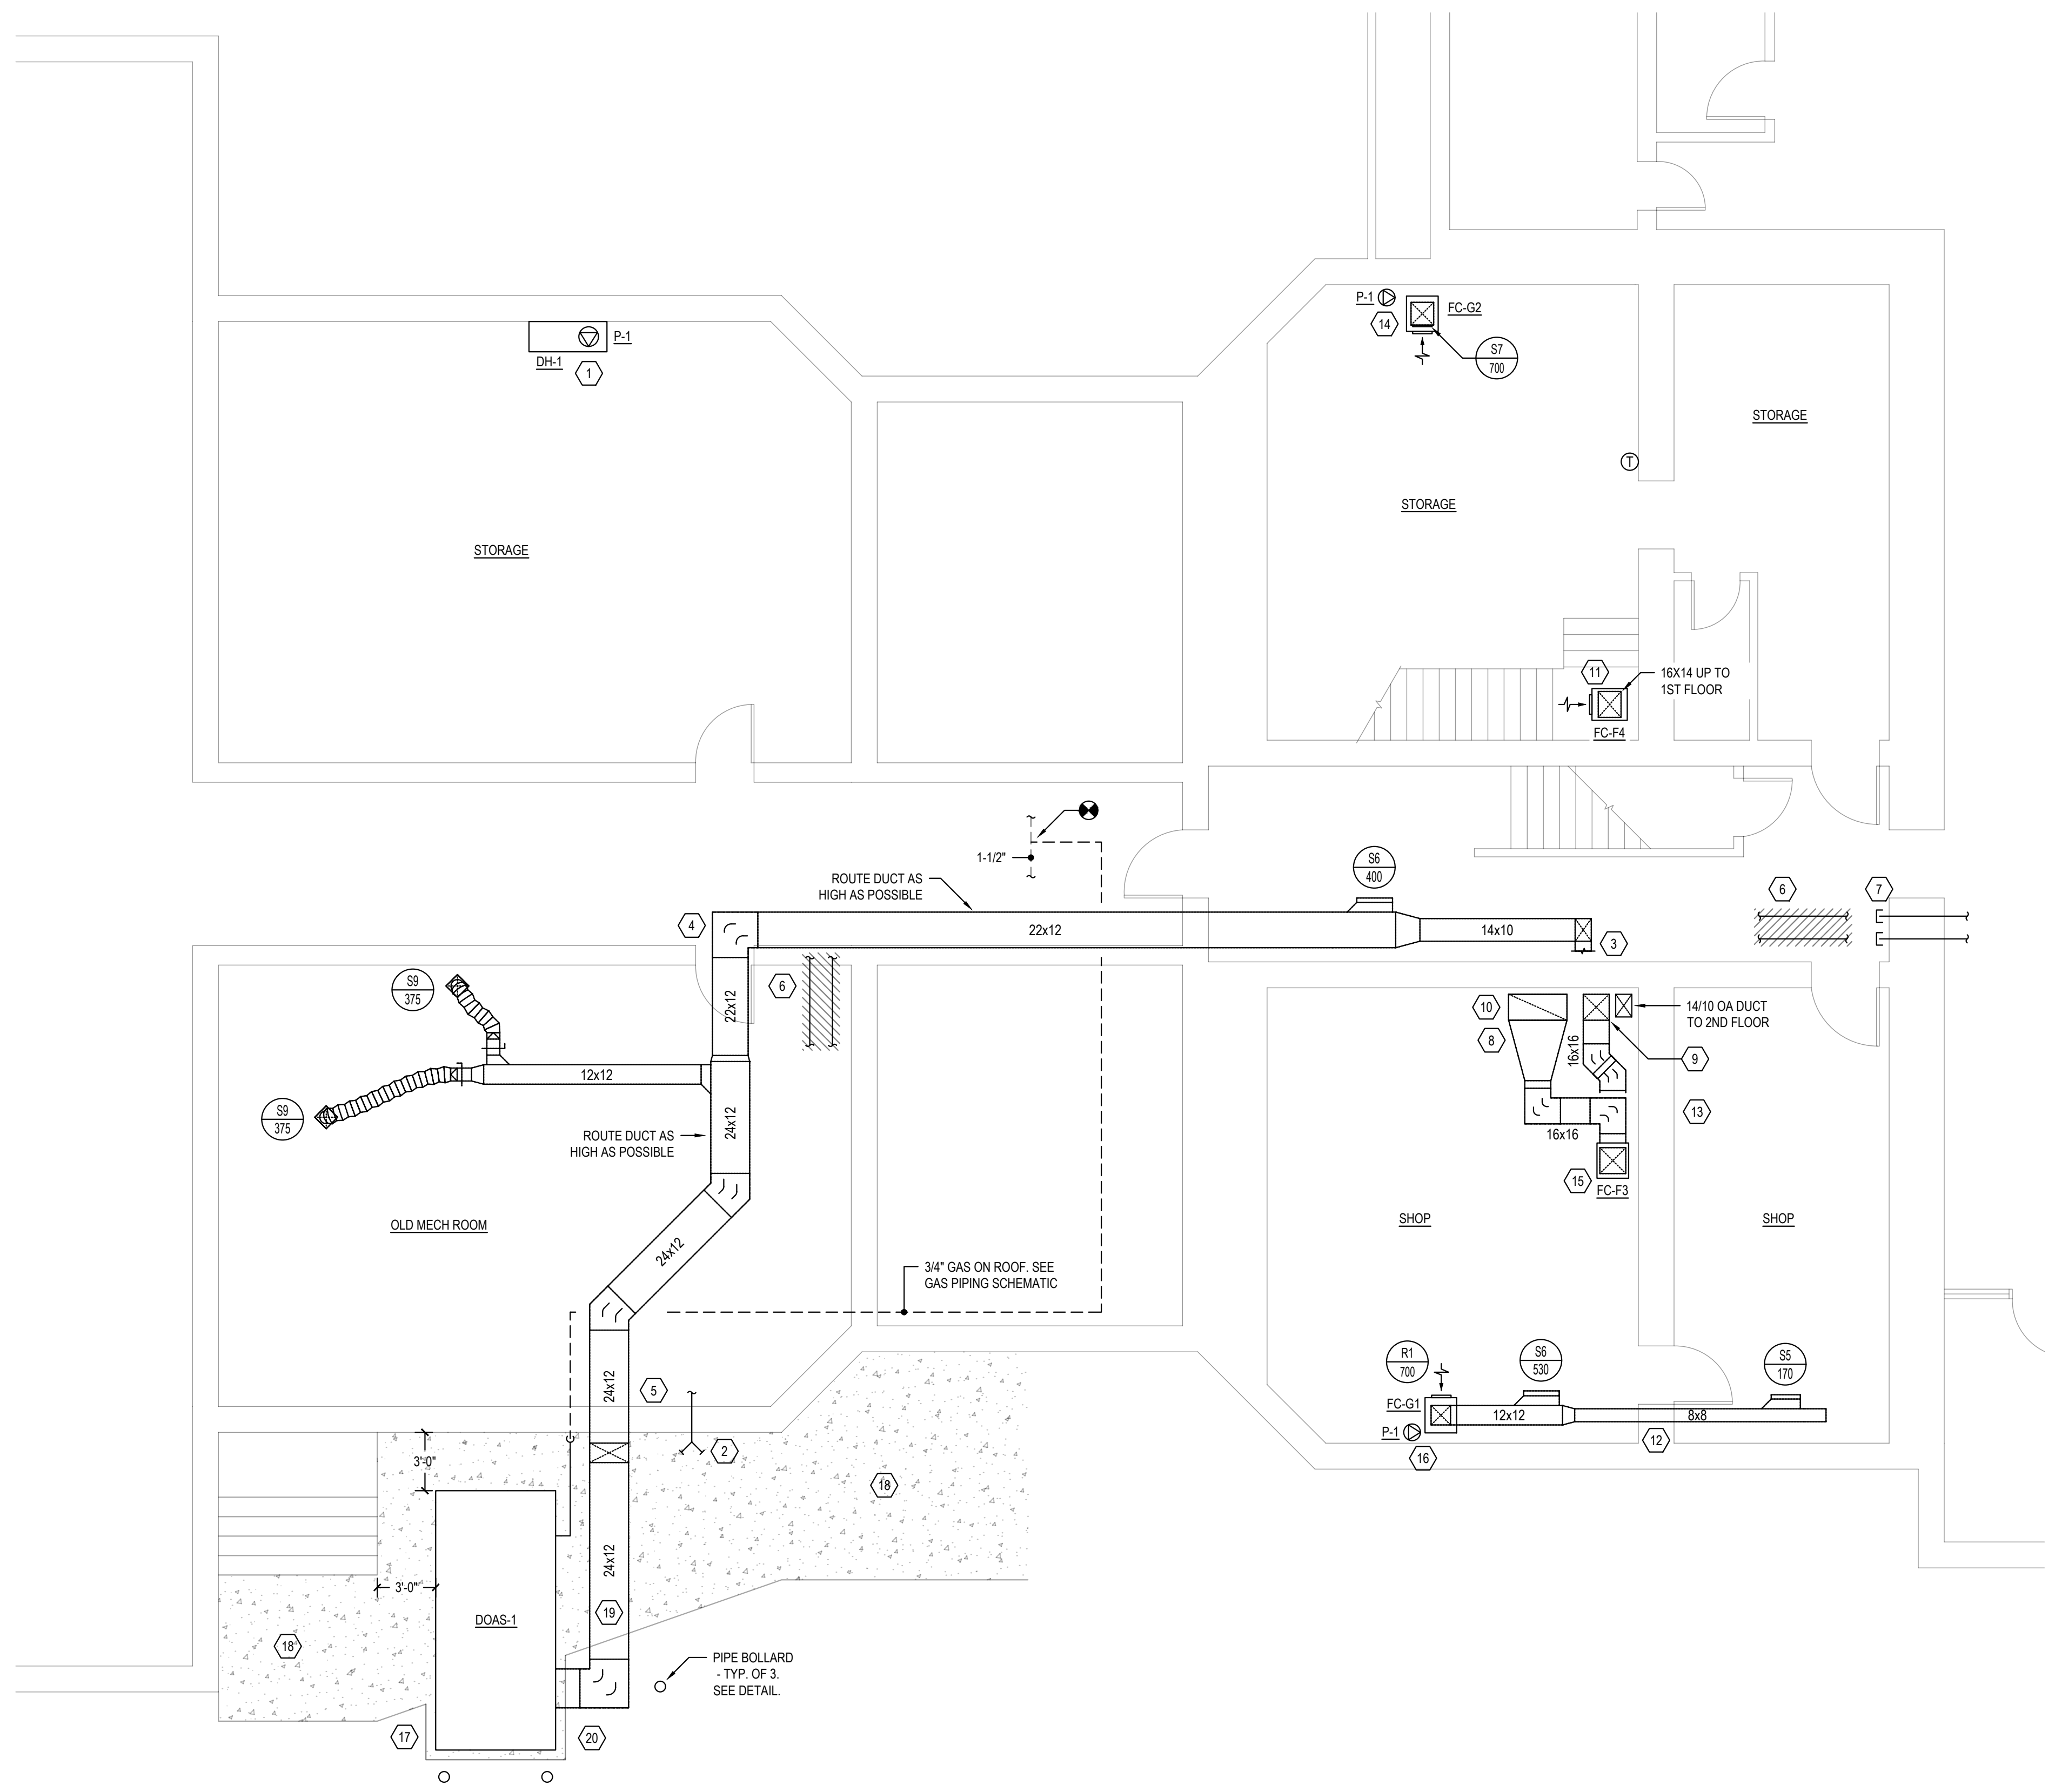 P-1
14
FC-G2
S7
700
P-1
DH-1
1
STORAGE
T
STORAGE
STORAGE
11
16X14 UP TO
1ST FLOOR
FC-F4
1-1/2"
S6
400
ROUTE DUCT AS
HIGH AS POSSIBLE
6
7
4
22x12
14x10
3
S9
375
6
22x12
10
14/10 OA DUCT
TO 2ND FLOOR
8
16x16
9
12x12
S9
375
24x12
13
ROUTE DUCT AS
HIGH AS POSSIBLE
16x16
15
FC-F3
OLD MECH ROOM
SHOP
SHOP
24x12
3/4" GAS ON ROOF. SEE
GAS PIPING SCHEMATIC
R1
700
S6
530
S5
170
24x12
5
FC-G1
12x12
8x8
P-1
12
2
16
3'-0"
18
24x12
3'-0"
19
DOAS-1
18
PIPE BOLLARD
- TYP. OF 3.
SEE DETAIL.
17
20